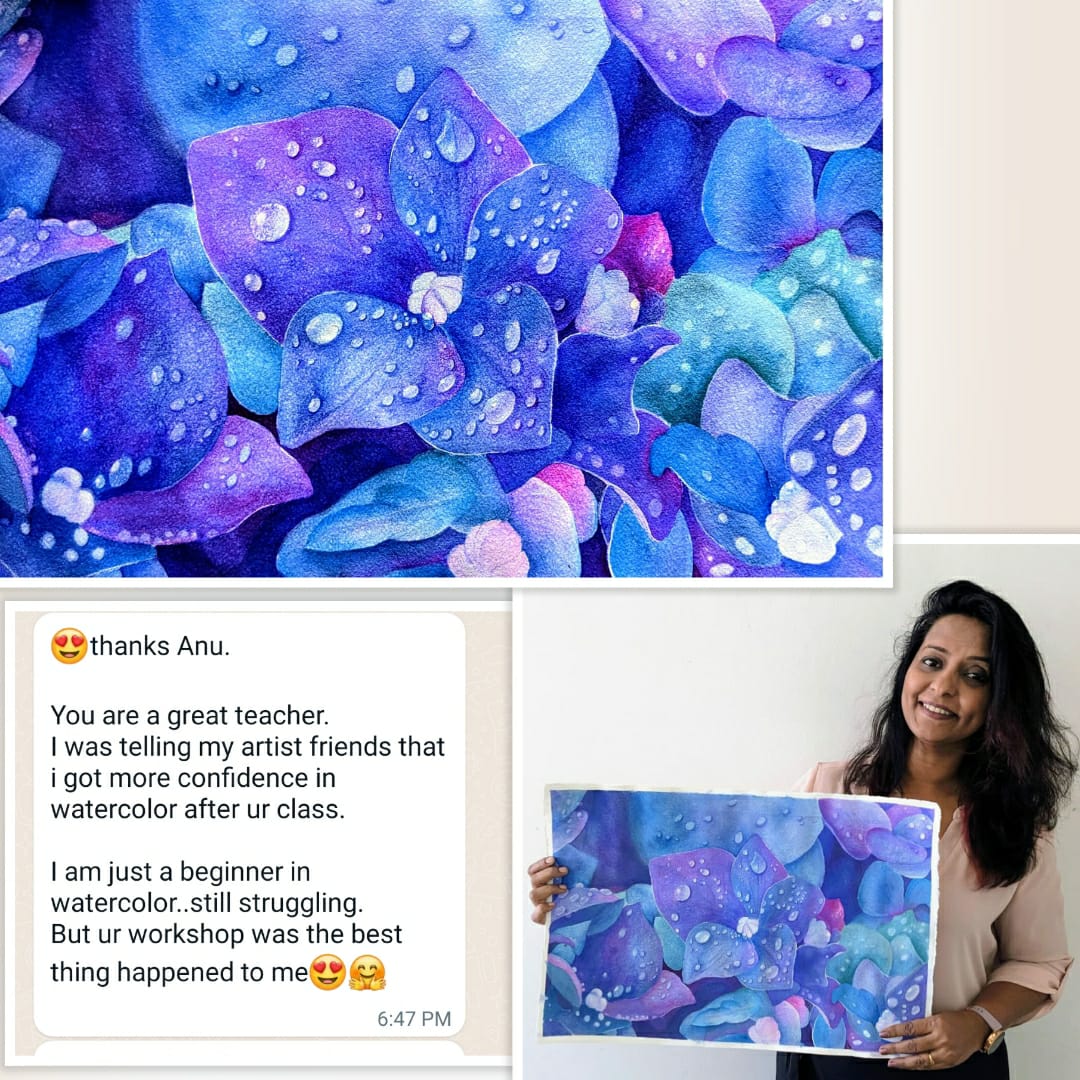 😍thanks Anu.
You are a great teacher.
I was telling my artist friends that
i got more confidence in
watercolor after ur class.
I am just a beginner in
watercolor..still struggling.
But ur workshop was the best
thing happened to me😍🤗
6:47 PM